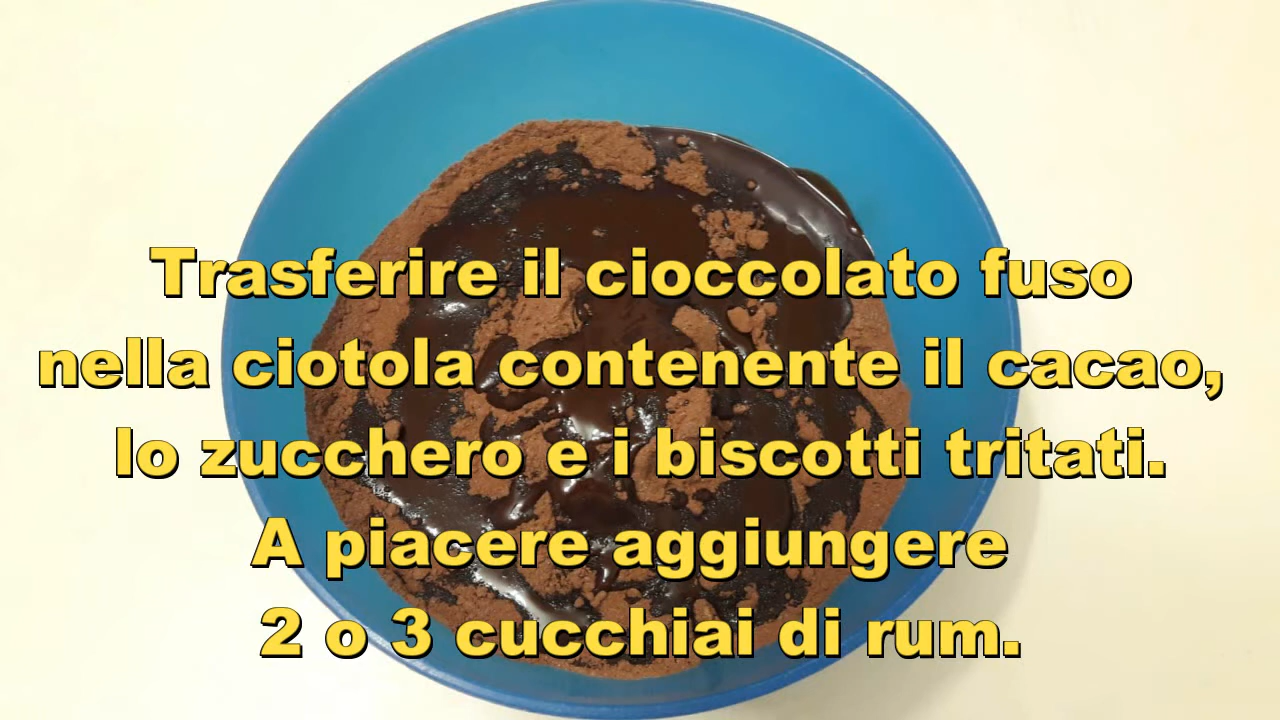 Trasferire il cioccolato fuso
nella ciotola contenente il cacao,
lo zucchero e i biscotti tritati.
A piacere aggiungere
2 o 3 cucchiai di rum.